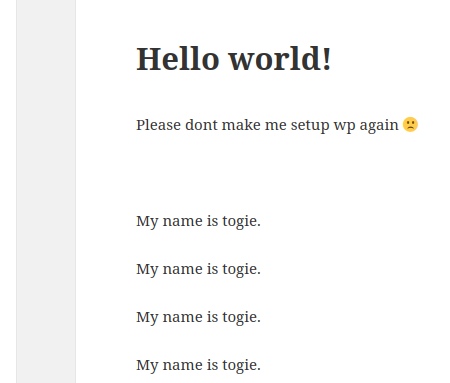 Hello world!
Please dont make me setup wp again 🙁
My name is togie.
My name is togie.
My name is togie.
My name is togie.